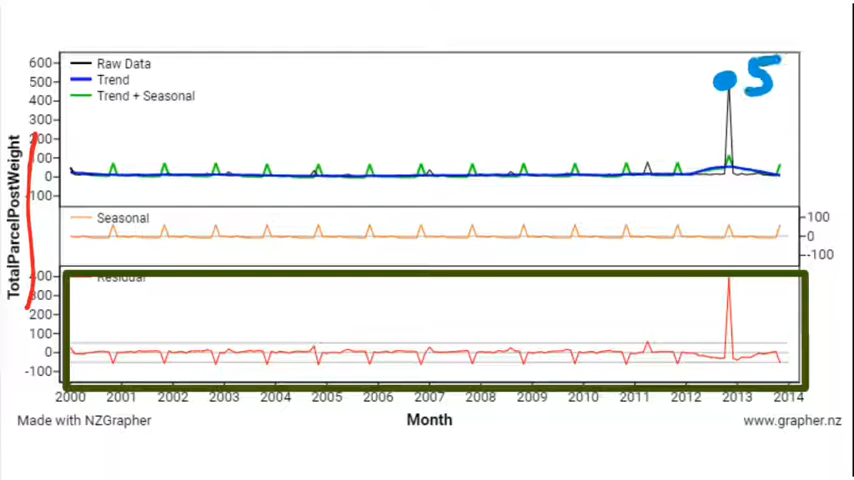 600
500
400
300
200
100
0
-100
Raw Data
Trend
Trend + Seasonal
5
TotalParcelPostWeight
Seasonal
100
0
-100
400
300
200
100
0
-100
Residual
2000 2001 2002 2003 2004 2005 2006 2007 2008 2009 2010 2011 2012 2013 2014
Made with NZGrapher
Month
www.grapher.nz